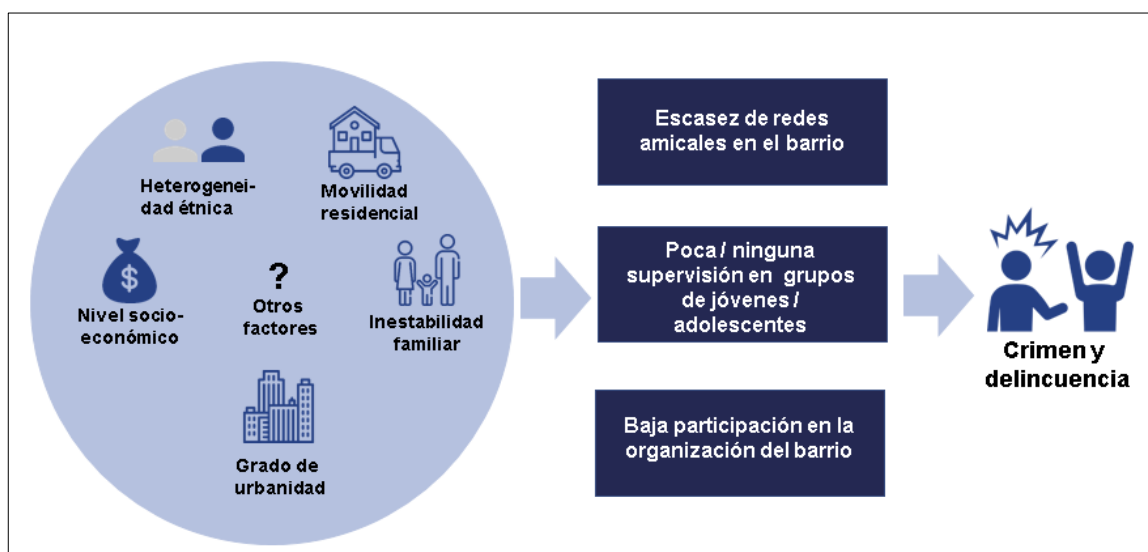 Heterogenei-
dad étnica
Movilidad
residencial
$
Nivel socio-
económico
?
Otros
factores
Inestabilidad
familiar
Grado de
urbanidad
Escasez de redes
amicales en el barrio
Poca / ninguna
supervisión en grupos
de jóvenes /
adolescentes
Baja participación en la
organización del barrio
Crimen y
delincuencia